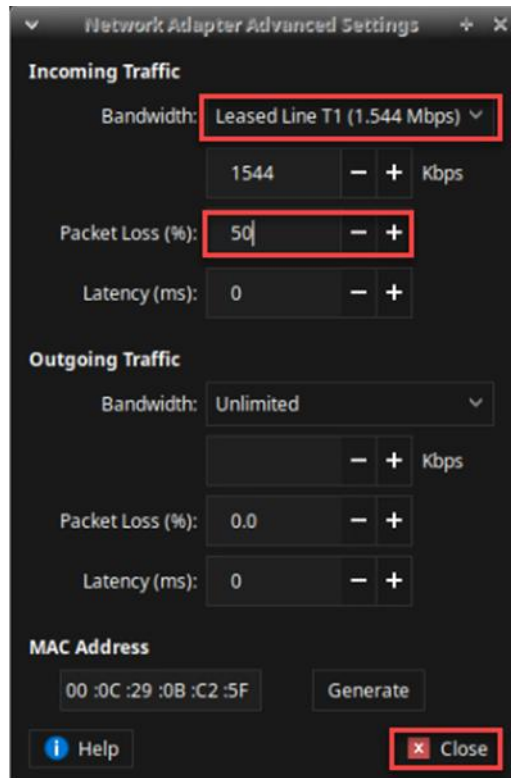 Network Adapter Advanced Settings
Incoming Traffic
Bandwidth: Leased Line T1 (1.544 Mbps)
1544 − + Kbps
Packet Loss (%): 50 − +
Latency (ms): 0 − +
Outgoing Traffic
Bandwidth: Unlimited
− + Kbps
Packet Loss (%): 0.0 − +
Latency (ms): 0 − +
MAC Address
00 :0C :29 :0B :C2 :5F Generate
Help Close